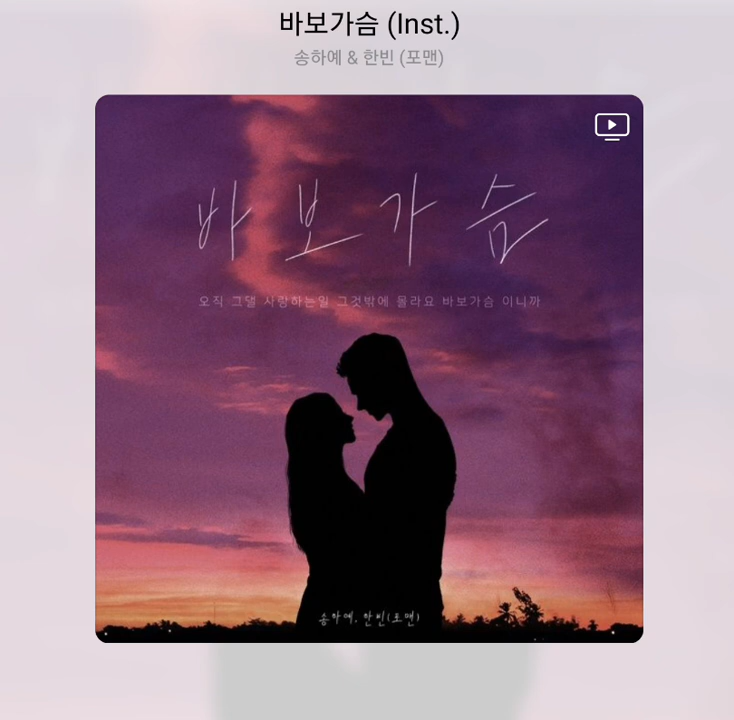 바보가슴 (Inst.)
송하예 & 한빈 (포맨)
바보가슴
오직 그댈 사랑하는일 그것밖에 몰라요 바보가슴 이니까
송하예. 한빈(포맨)